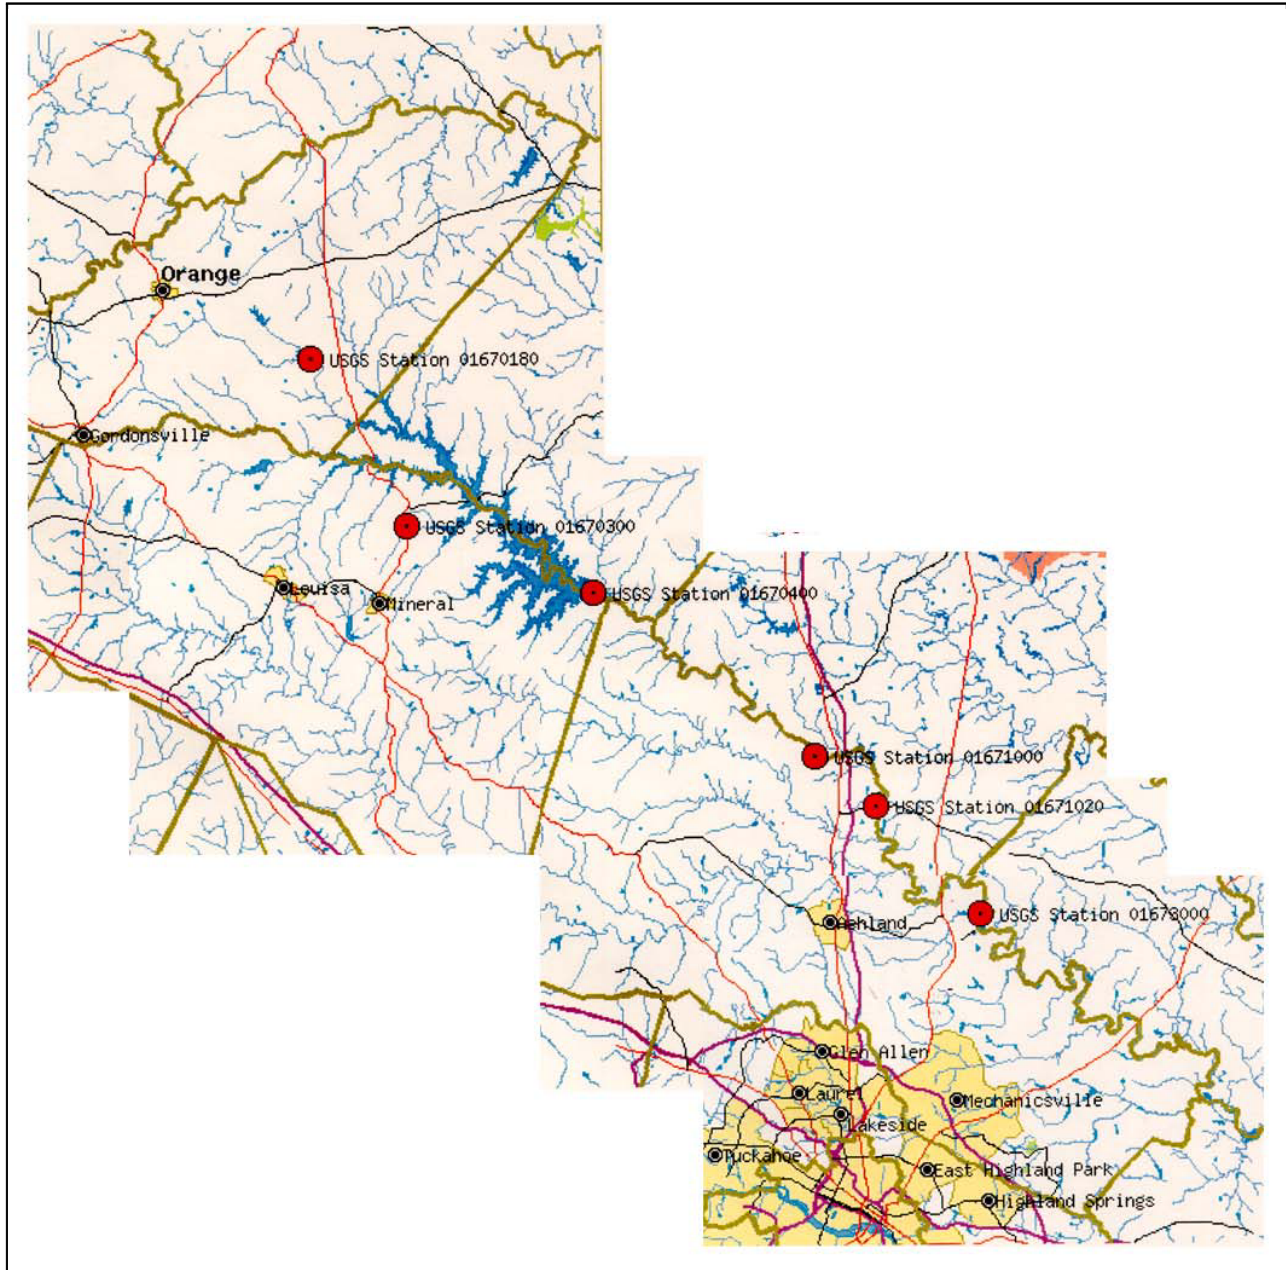 Orange
USGS Station 01670180
Gordonsville
USGS Station 01670300
Louisa
Mineral
USGS Station 01670400
USGS Station 01671000
USGS Station 01671020
USGS Station 01673000
Ashland
Glen Allen
Laurel
Mechanicsville
Lakeside
Tuckahoe
East Highland Park
Highland Springs